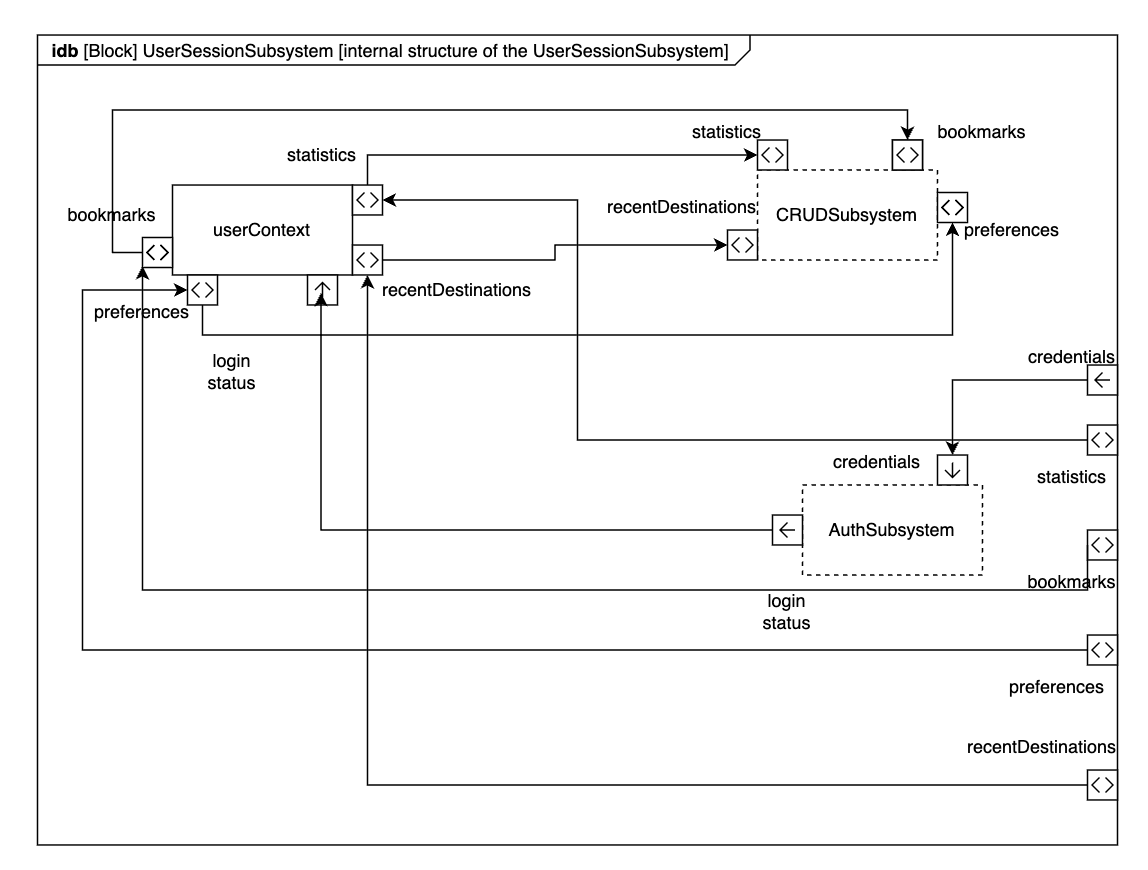 idb [Block] UserSessionSubsystem [internal structure of the UserSessionSubsystem]
statistics
bookmarks
statistics
bookmarks
recentDestinations
CRUDSubsystem
userContext
preferences
recentDestinations
preferences
login
status
credentials
credentials
statistics
AuthSubsystem
bookmarks
login
status
preferences
recentDestinations